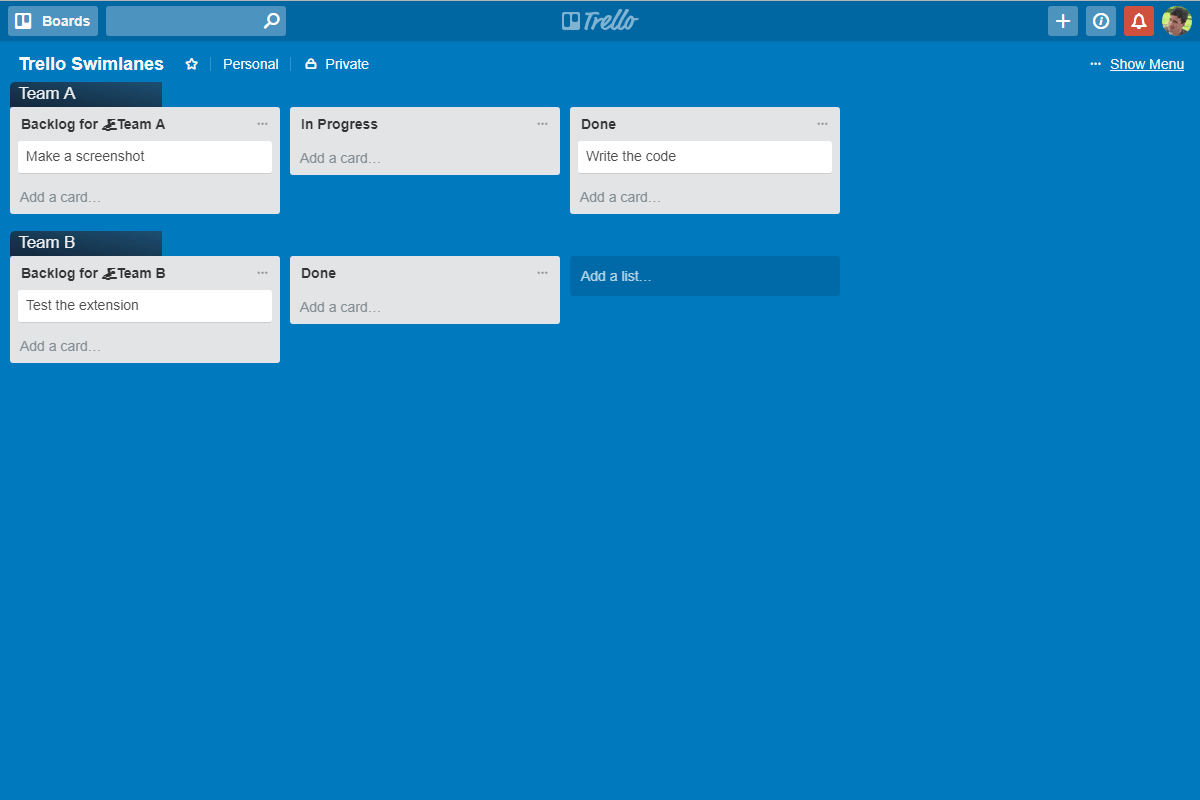 Boards
Trello
Trello Swimlanes Personal Private ... Show Menu
Team A
Backlog for 🏊Team A ...
Make a screenshot
Add a card...
In Progress ...
Add a card...
Done ...
Write the code
Add a card...
Team B
Backlog for 🏊Team B ...
Test the extension
Add a card...
Done ...
Add a card...
Add a list...